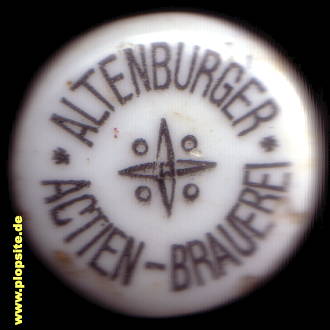 * ALTENBURGER *
ACTIEN-BRAUEREI
www.plopsite.de